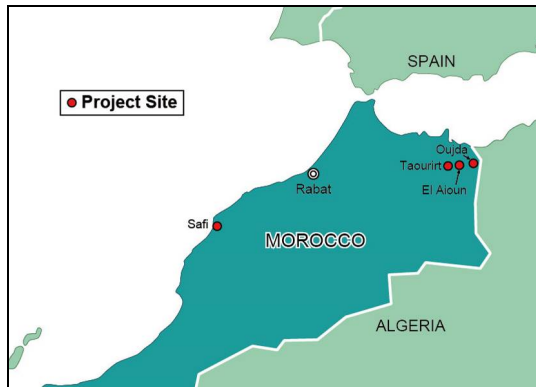 SPAIN
Project Site
Oujda
Taourirt
El Aioun
Rabat
Safi
MOROCCO
ALGERIA